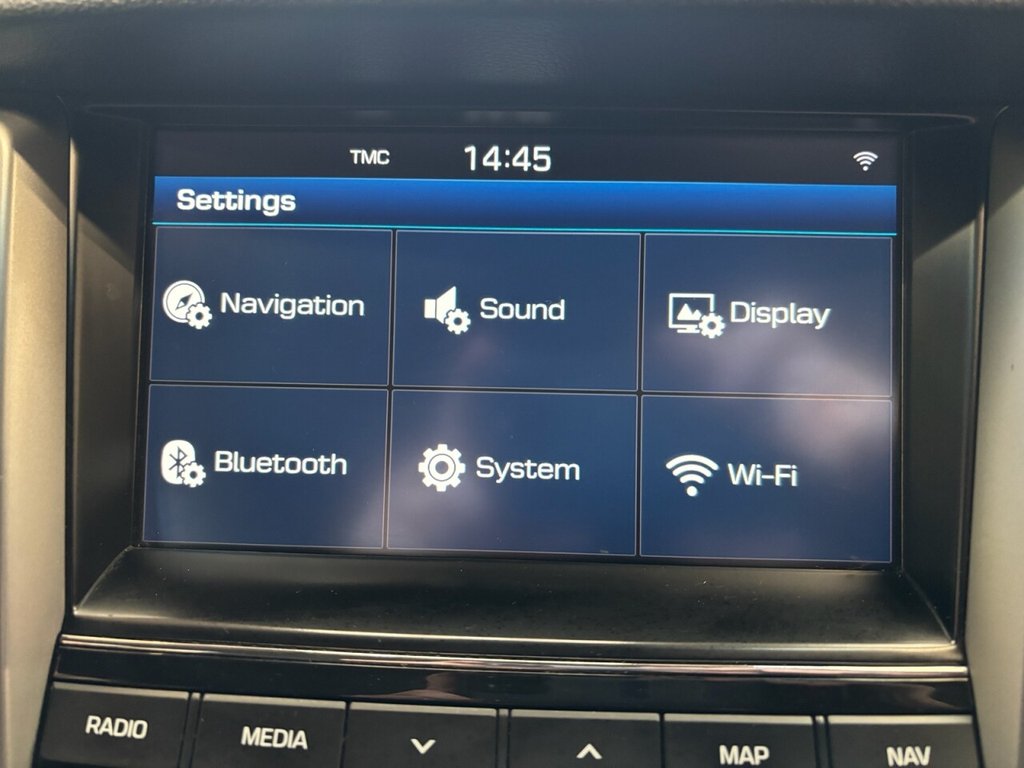 TMC 14:45
Settings
Navigation Sound Display
Bluetooth System Wi-Fi
RADIO MEDIA MAP NAV